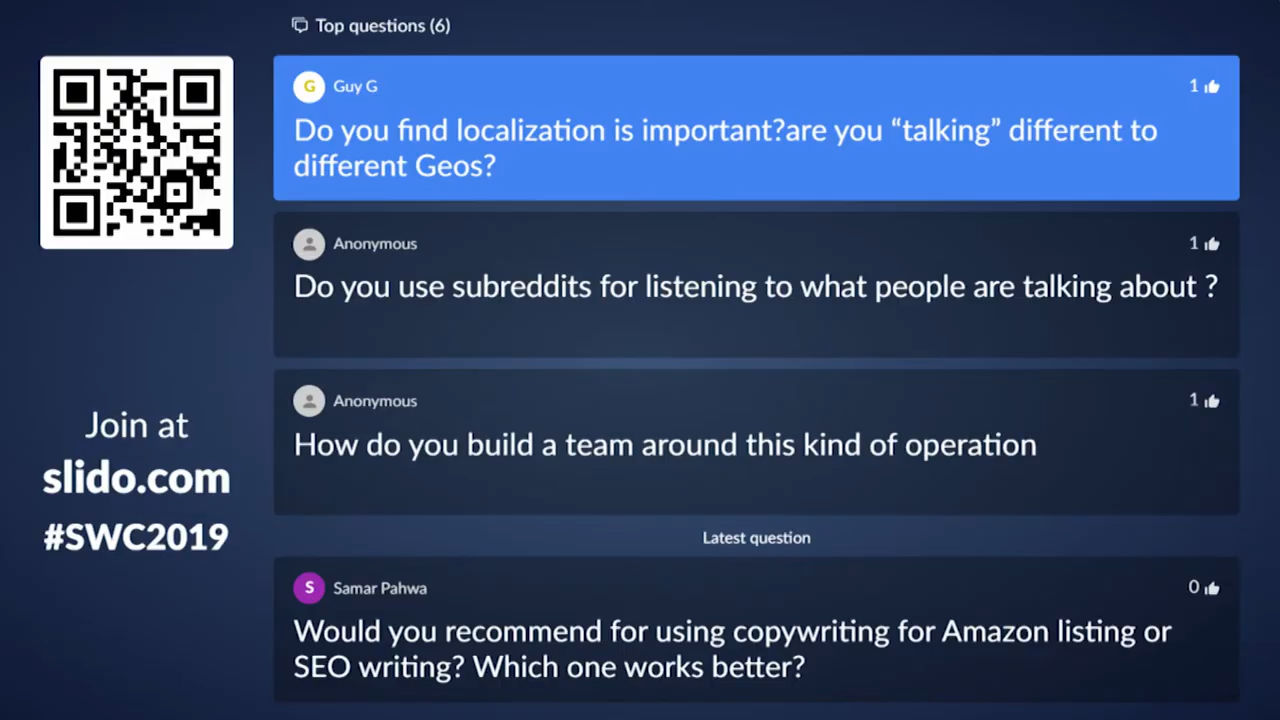 Top questions (6)
G Guy G 1
Do you find localization is important?are you “talking” different to
different Geos?
Anonymous 1
Do you use subreddits for listening to what people are talking about ?
Anonymous 1
How do you build a team around this kind of operation
Join at
slido.com
#SWC2019
Latest question
S Samar Pahwa 0
Would you recommend for using copywriting for Amazon listing or
SEO writing? Which one works better?